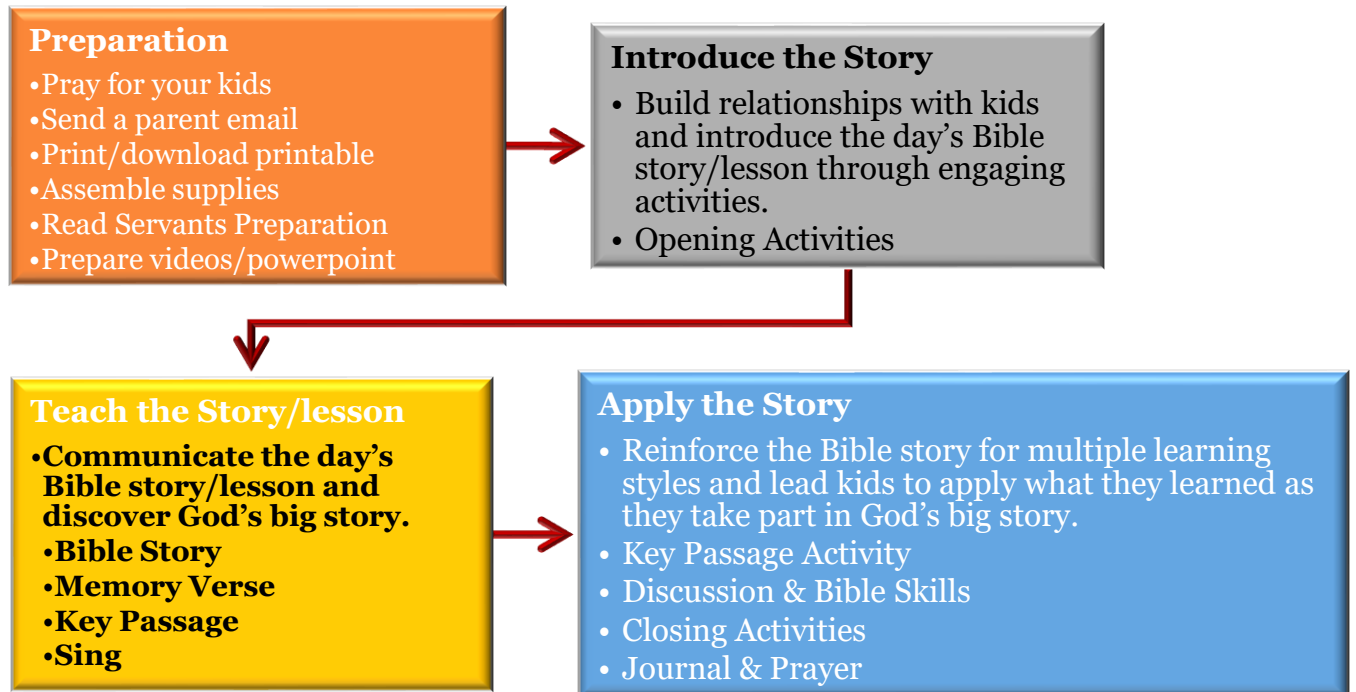 Preparation
•Pray for your kids
•Send a parent email
•Print/download printable
•Assemble supplies
•Read Servants Preparation
•Prepare videos/powerpoint
Introduce the Story
• Build relationships with kids
and introduce the day's Bible
story/lesson through engaging
activities.
• Opening Activities
Teach the Story/lesson
•Communicate the day's
Bible story/lesson and
discover God's big story.
•Bible Story
•Memory Verse
•Key Passage
•Sing
Apply the Story
• Reinforce the Bible story for multiple learning
styles and lead kids to apply what they learned as
they take part in God's big story.
• Key Passage Activity
• Discussion & Bible Skills
• Closing Activities
• Journal & Prayer